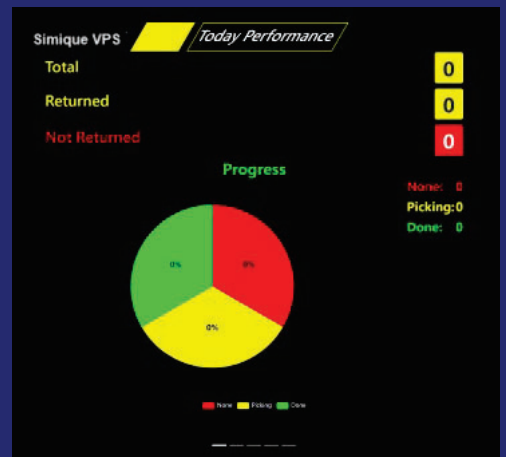 Simique VPS Today Performance
Total 0
Returned 0
Not Returned 0
Progress
None: 0
Picking:0
Done: 0
0% 0%
0%
None Picking Done